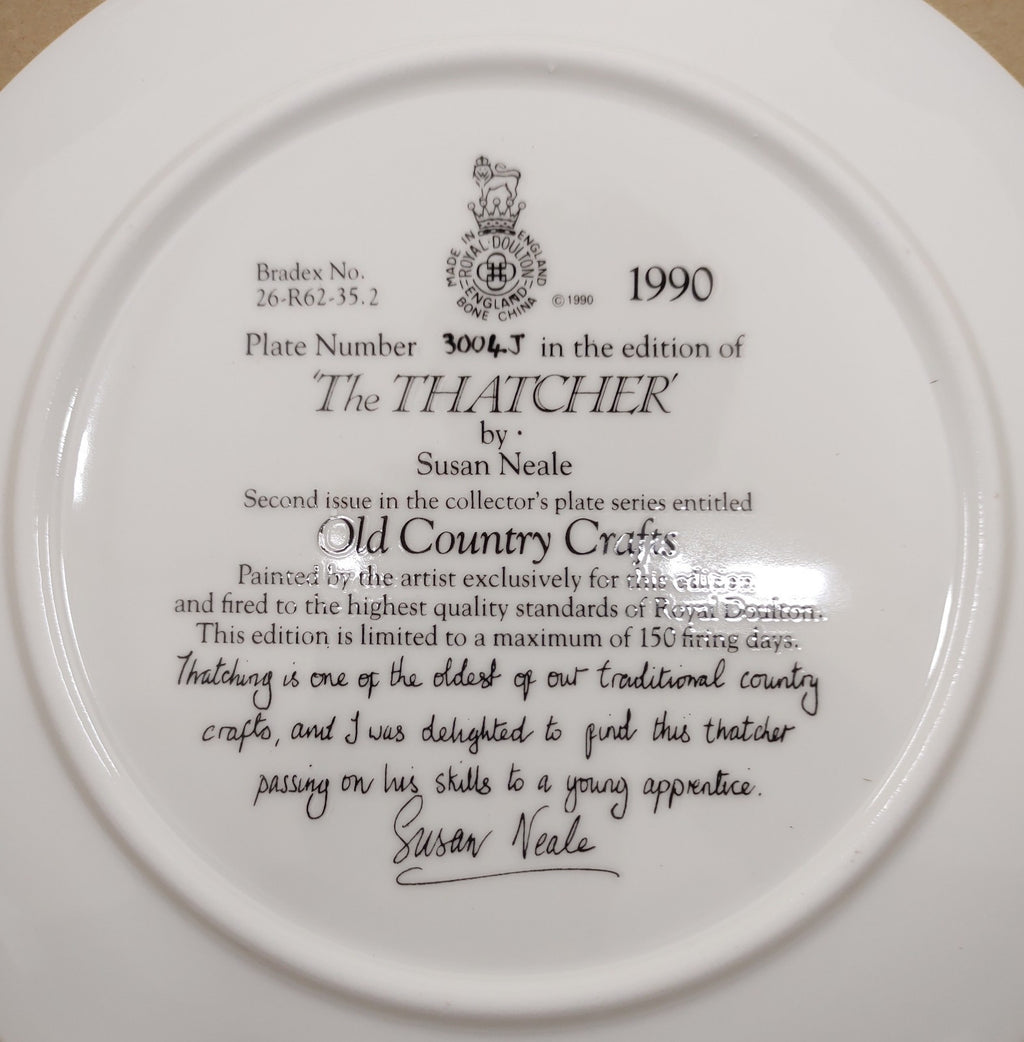 MADE IN ENGLAND
ROYAL·DOULTON
ENGLAND
BONE CHINA
©1990
Bradex No.
26-R62-35.2
1990
Plate Number 3004J in the edition of
'The THATCHER'
by
Susan Neale
Second issue in the collector's plate series entitled
Old Country Crafts
Painted by the artist exclusively for this edition
and fired to the highest quality standards of Royal Doulton.
This edition is limited to a maximum of 150 firing days.
Thatching is one of the oldest of our traditional country
crafts, and I was delighted to find this thatcher
passing on his skills to a young apprentice.
Susan Neale